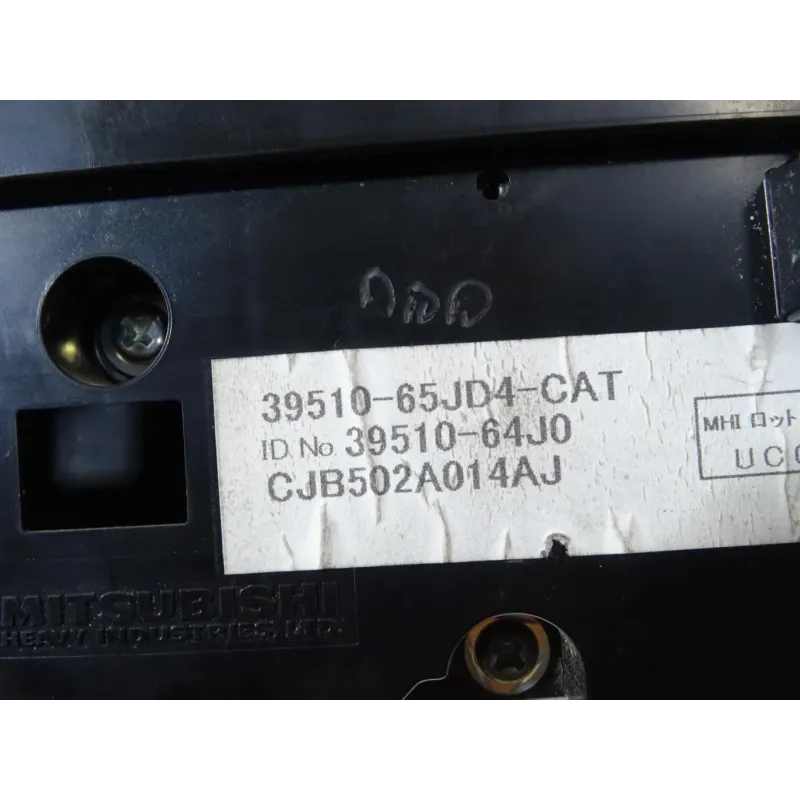 39510-65JD4-CAT
ID No. 39510-64J0
CJB502A014AJ
MHI ロット
UC
MITSUBISHI
HEAVY INDUSTRIES, LTD.